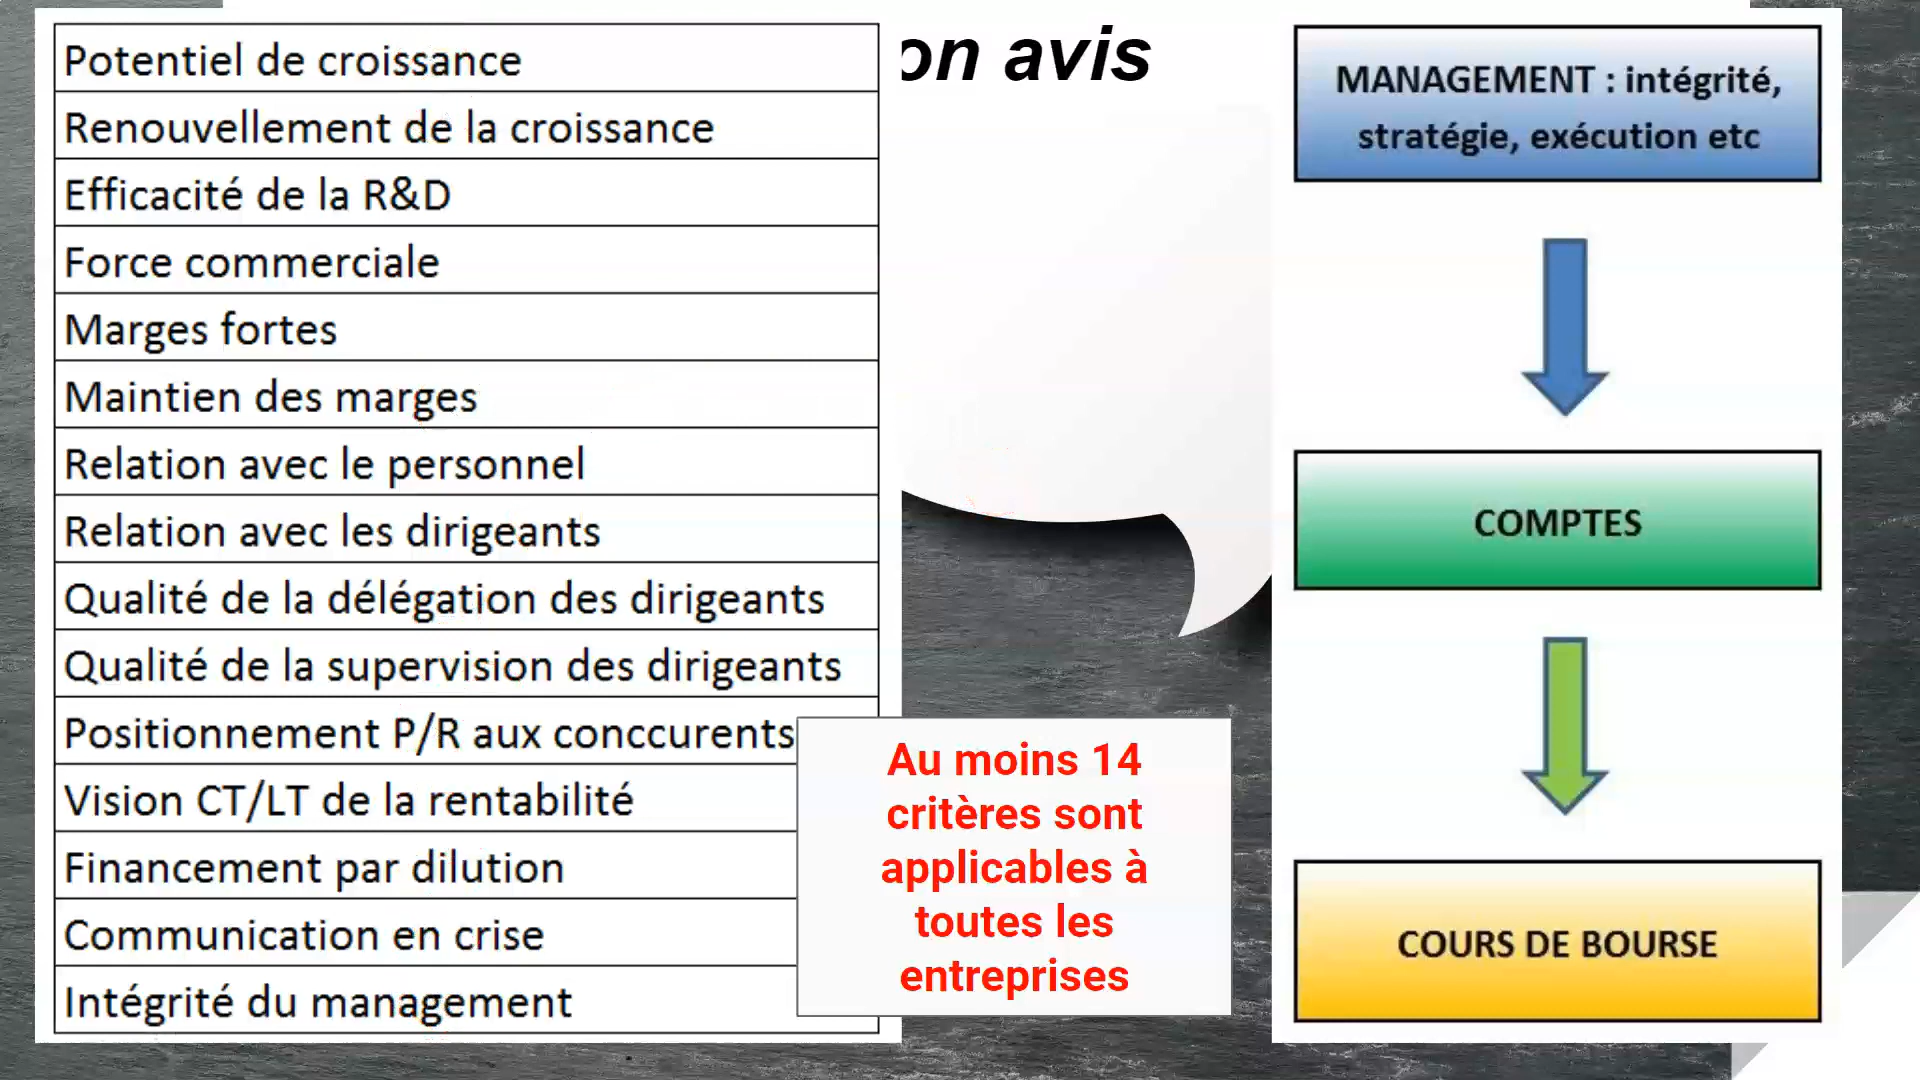 Potentiel de croissance
Renouvellement de la croissance
Efficacité de la R&D
Force commerciale
Marges fortes
Maintien des marges
Relation avec le personnel
Relation avec les dirigeants
Qualité de la délégation des dirigeants
Qualité de la supervision des dirigeants
Positionnement P/R aux conccurents
Vision CT/LT de la rentabilité
Financement par dilution
Communication en crise
Intégrité du management
on avis
Au moins 14
critères sont
applicables à
toutes les
entreprises
MANAGEMENT : intégrité,
stratégie, exécution etc
COMPTES
COURS DE BOURSE